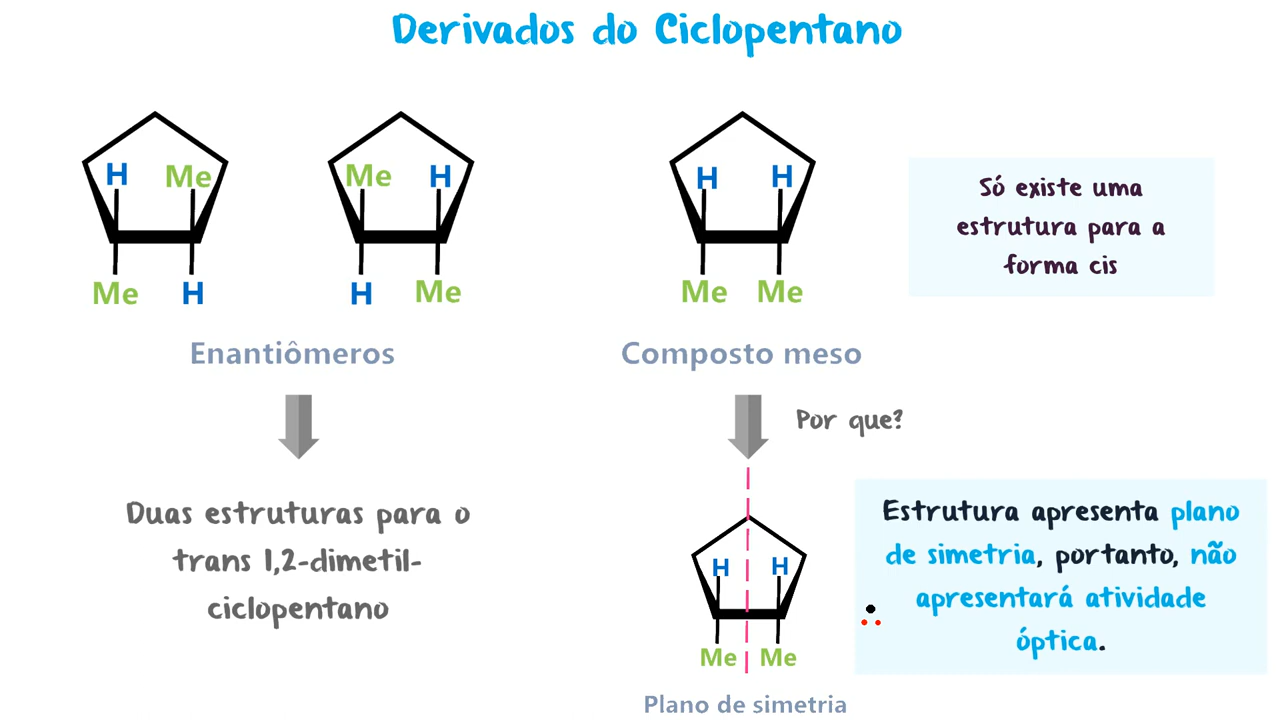 Derivados do Ciclopentano
H Me
Me H
Me H
H Me
H H
Me Me
Só existe uma
estrutura para a
forma cis
Enantiômeros
Composto meso
Por que?
Duas estruturas para o
trans 1,2-dimetil-
ciclopentano
H H
Me Me
Plano de simetria
Estrutura apresenta plano
de simetria, portanto, não
apresentará atividade
óptica.